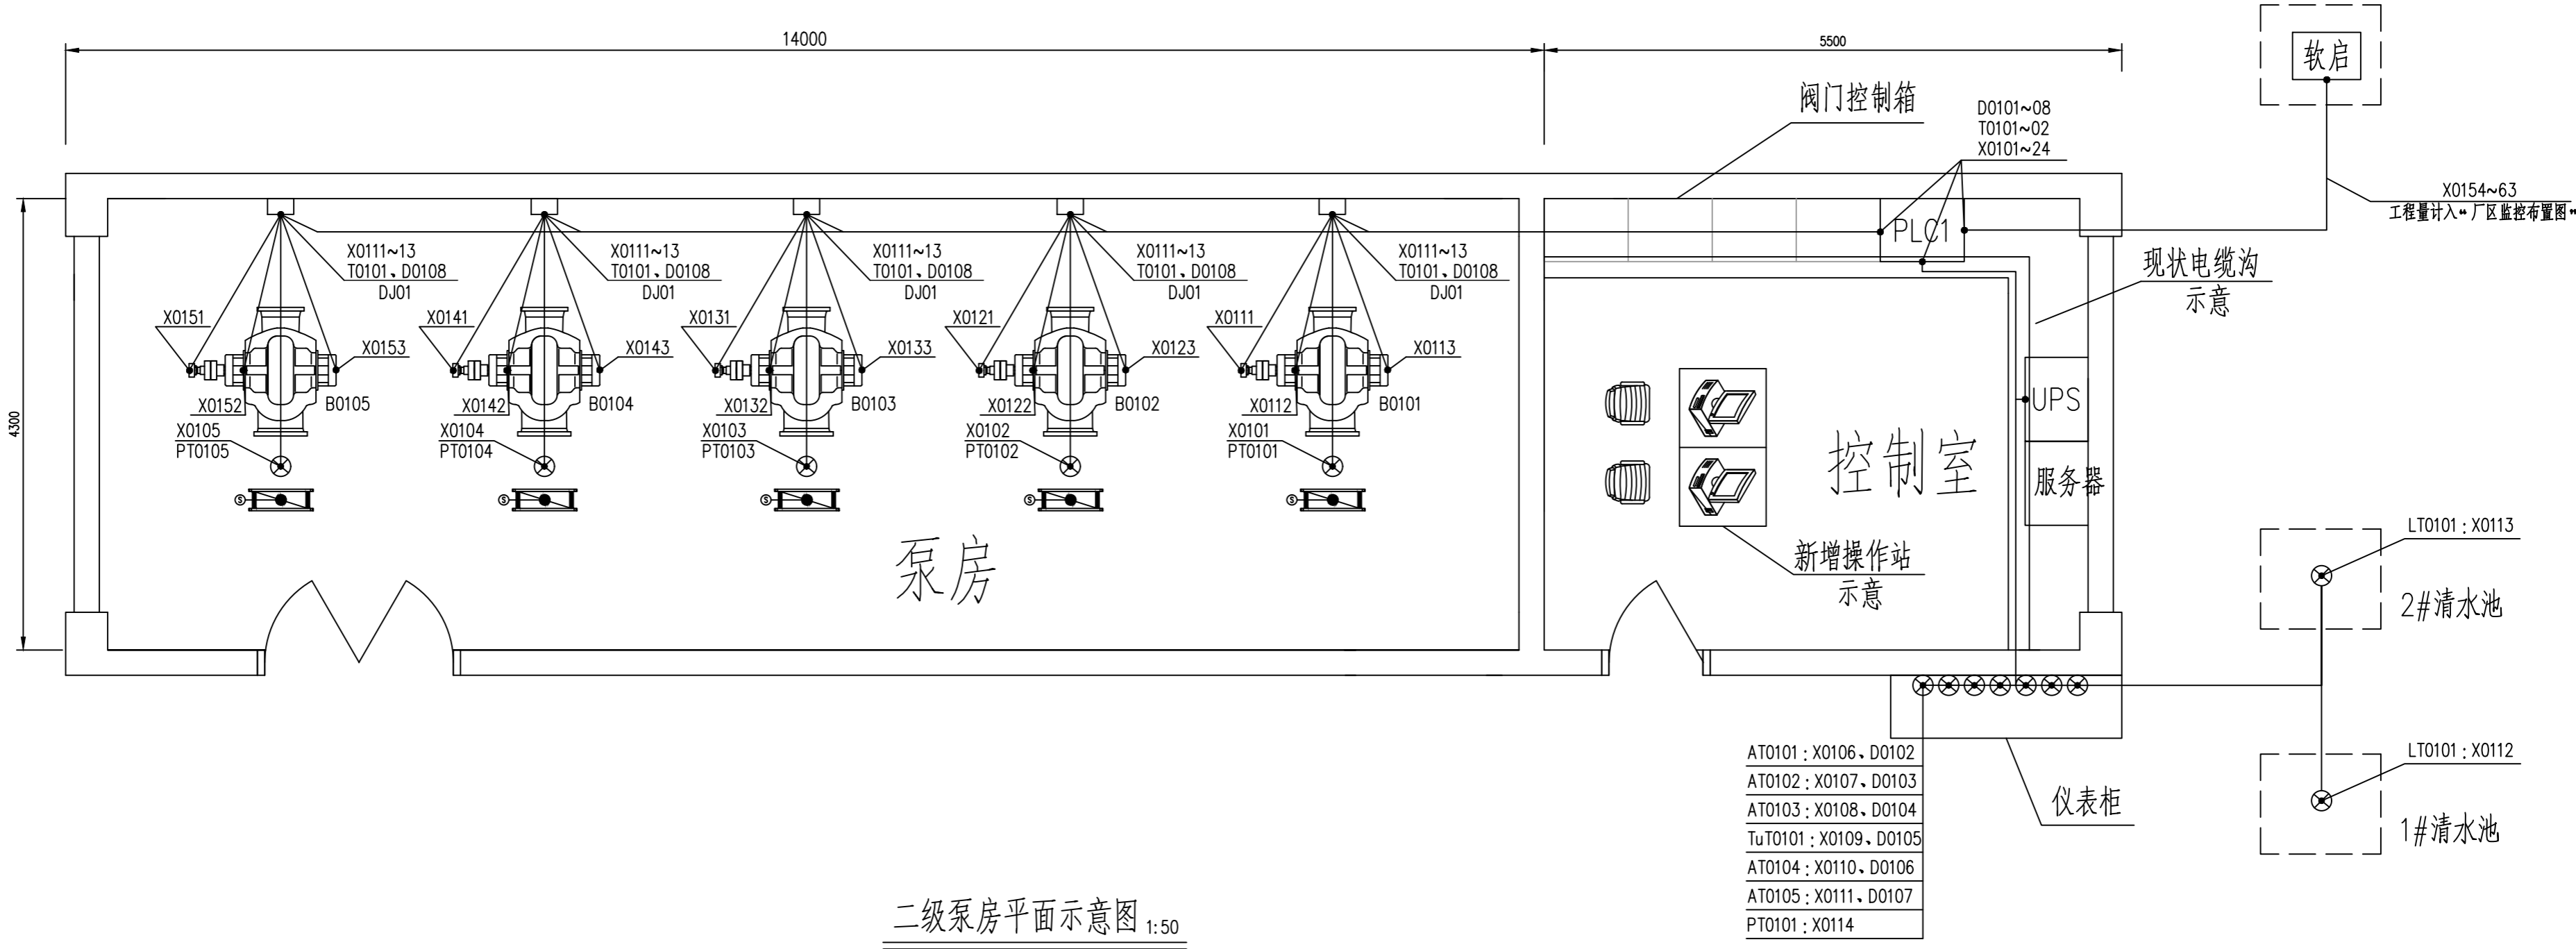 14000
5500
软启
阀门控制箱
D0101~08
T0101~02
X0101~24
X0154~63
工程量计入"厂区监控布置图"
PLC1
现状电缆沟
示意
X0111~13
T0101、D0108
DJ01
X0111~13
T0101、D0108
DJ01
X0111~13
T0101、D0108
DJ01
X0111~13
T0101、D0108
DJ01
X0111~13
T0101、D0108
DJ01
X0151
X0153
X0141
X0143
X0131
X0133
X0121
X0123
X0111
X0113
X0152
B0105
X0142
B0104
X0132
B0103
X0122
B0102
X0112
B0101
X0105
PT0105
X0104
PT0104
X0103
PT0103
X0102
PT0102
X0101
PT0101
4300
S
S
S
S
S
UPS
控制室
服务器
泵房
新增操作站
示意
LT0101:X0113
2#清水池
LT0101:X0112
1#清水池
AT0101:X0106、D0102
AT0102:X0107、D0103
AT0103:X0108、D0104
TuT0101:X0109、D0105
AT0104:X0110、D0106
AT0105:X0111、D0107
PT0101:X0114
仪表柜
二级泵房平面示意图 1:50